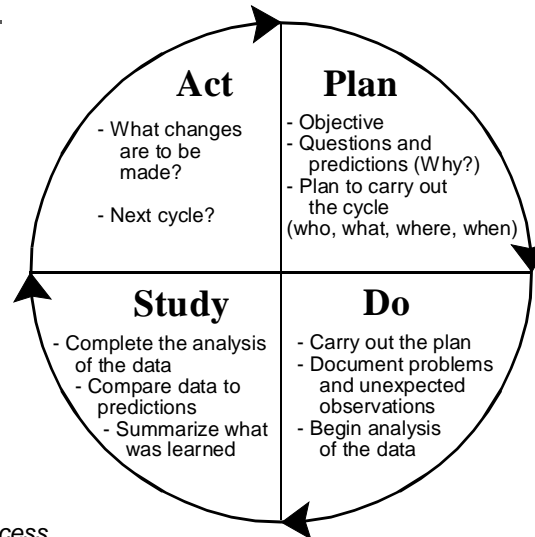 Act
- What changes
are to be
made?
- Next cycle?
Plan
- Objective
- Questions and
predictions (Why?)
- Plan to carry out
the cycle
(who, what, where, when)
Study
- Complete the analysis
of the data
- Compare data to
predictions
- Summarize what
was learned
Do
- Carry out the plan
- Document problems
and unexpected
observations
- Begin analysis
of the data